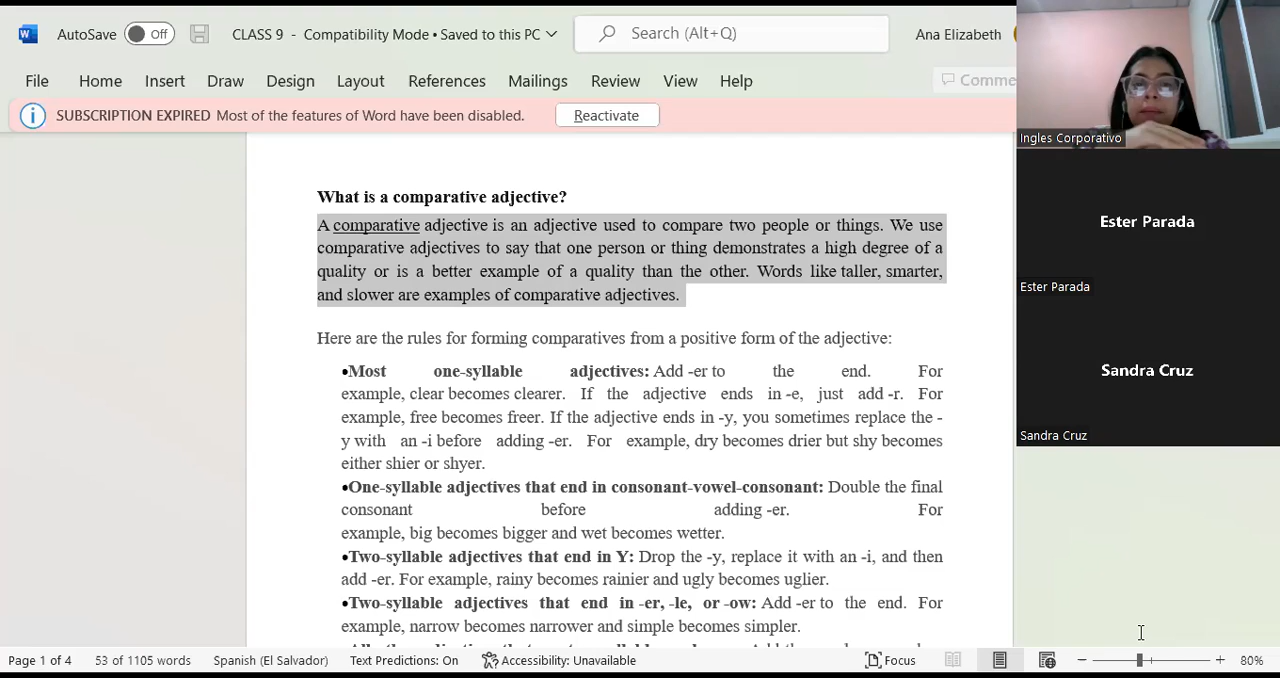 AutoSave Off CLASS 9 - Compatibility Mode • Saved to this PC Search (Alt+Q) Ana Elizabeth
File Home Insert Draw Design Layout References Mailings Review View Help Comme
SUBSCRIPTION EXPIRED Most of the features of Word have been disabled. Reactivate
Ingles Corporativo
Ester Parada
Ester Parada
Sandra Cruz
Sandra Cruz
What is a comparative adjective?
A comparative adjective is an adjective used to compare two people or things. We use
comparative adjectives to say that one person or thing demonstrates a high degree of a
quality or is a better example of a quality than the other. Words like taller, smarter,
and slower are examples of comparative adjectives.
Here are the rules for forming comparatives from a positive form of the adjective:
•Most one-syllable adjectives: Add -er to the end. For
example, clear becomes clearer. If the adjective ends in -e, just add -r. For
example, free becomes freer. If the adjective ends in -y, you sometimes replace the -
y with an -i before adding -er. For example, dry becomes drier but shy becomes
either shier or shyer.
•One-syllable adjectives that end in consonant-vowel-consonant: Double the final
consonant before adding -er. For
example, big becomes bigger and wet becomes wetter.
•Two-syllable adjectives that end in Y: Drop the -y, replace it with an -i, and then
add -er. For example, rainy becomes rainier and ugly becomes uglier.
•Two-syllable adjectives that end in -er, -le, or -ow: Add -er to the end. For
example, narrow becomes narrower and simple becomes simpler.
Page 1 of 4 53 of 1105 words Spanish (El Salvador) Text Predictions: On Accessibility: Unavailable Focus 80%